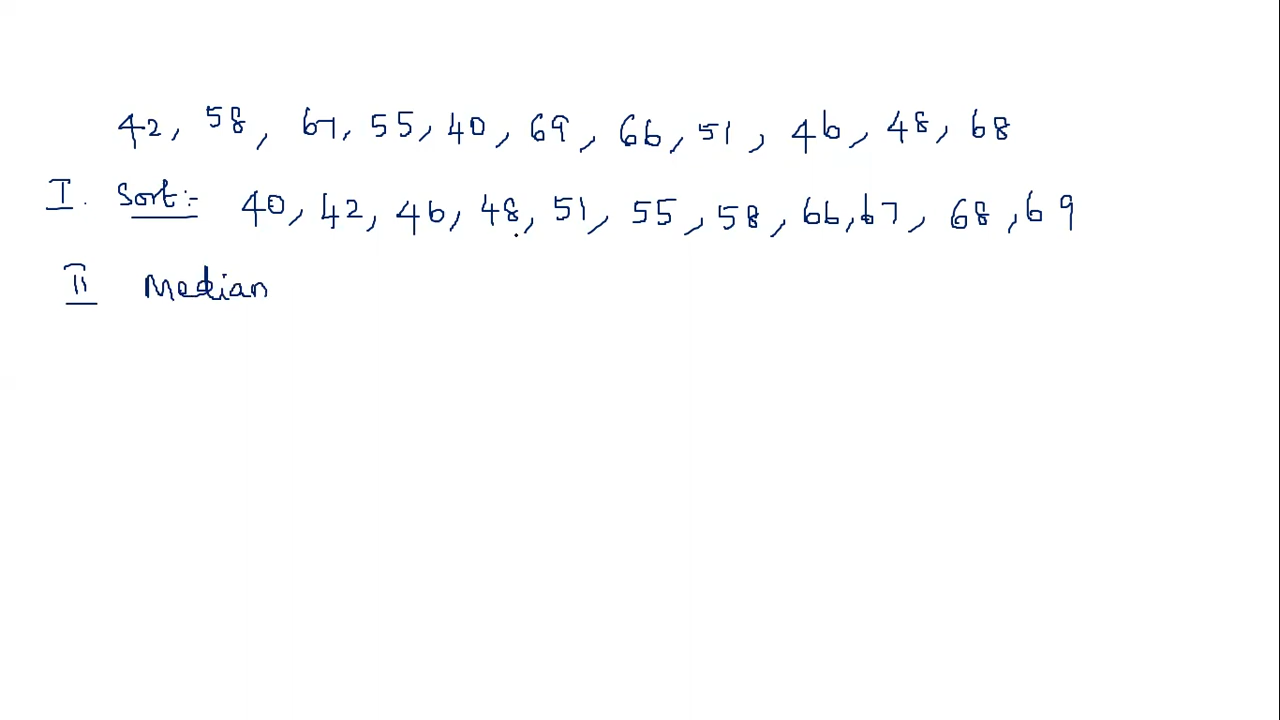 42, 58, 67, 55, 40, 69, 66, 51, 46, 48, 68
I. Sort:- 40, 42, 46, 48, 51, 55, 58, 66, 67, 68, 69
II Median